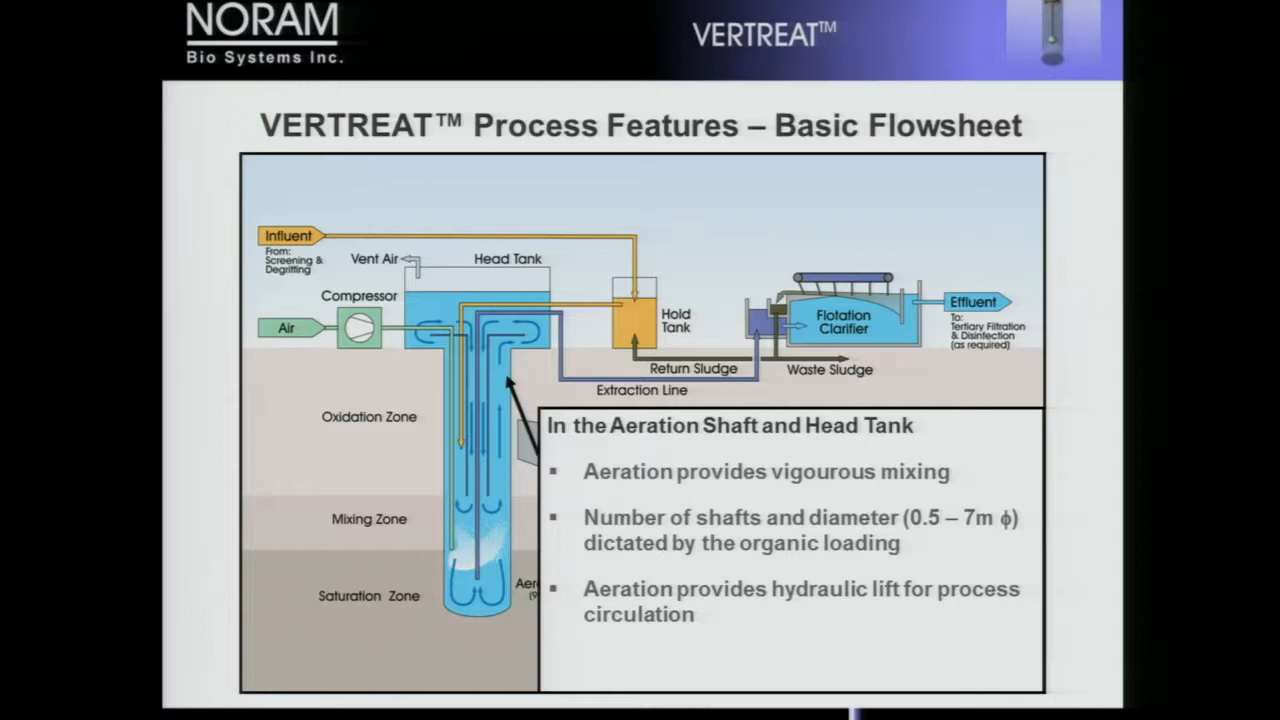 NORAM
Bio Systems Inc.
VERTREAT™
VERTREAT™ Process Features – Basic Flowsheet
Influent
From:
Screening &
Degritting
Vent Air
Head Tank
Compressor
Air
Hold
Tank
Flotation
Clarifier
Effluent
To:
Tertiary Filtration
& Disinfection
(as required)
Return Sludge
Waste Sludge
Extraction Line
Oxidation Zone
Mixing Zone
Saturation Zone
In the Aeration Shaft and Head Tank
▪ Aeration provides vigourous mixing
▪ Number of shafts and diameter (0.5 – 7m ϕ)
dictated by the organic loading
▪ Aeration provides hydraulic lift for process
circulation